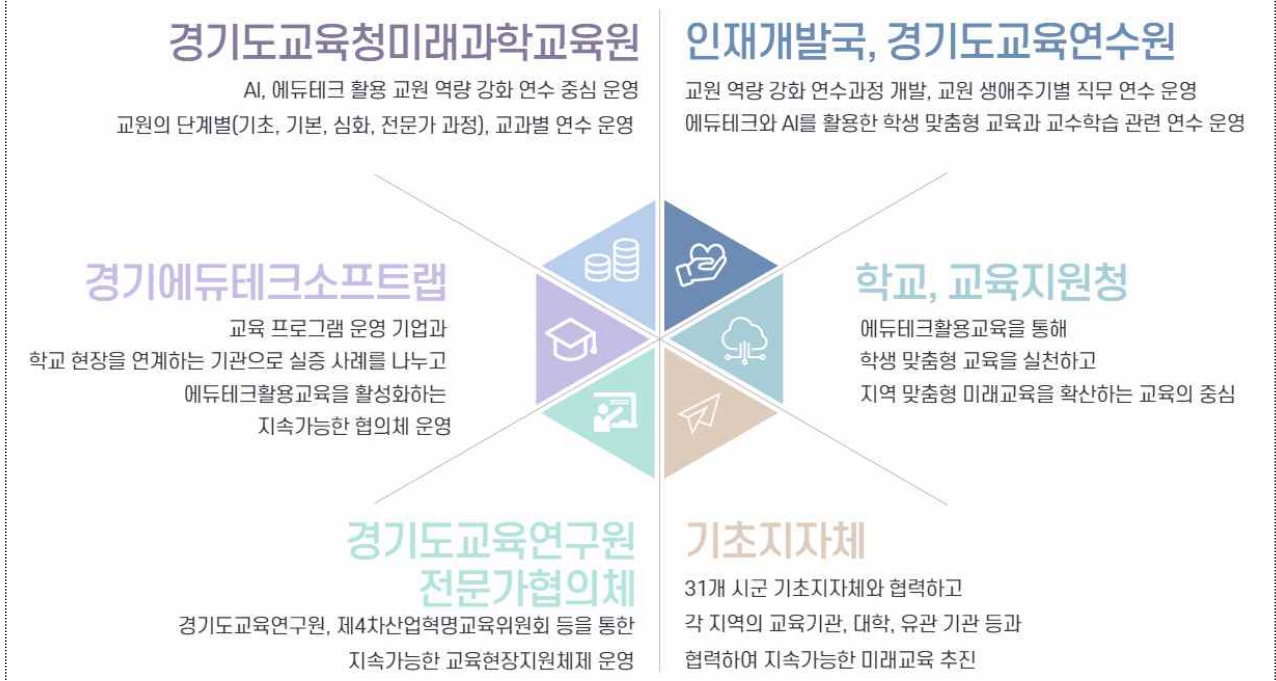 경기도교육청미래과학교육원
AI, 에듀테크 활용 교원 역량 강화 연수 중심 운영
교원의 단계별(기초, 기본, 심화, 전문가 과정), 교과별 연수 운영
인재개발국, 경기도교육연수원
교원 역량 강화 연수과정 개발, 교원 생애주기별 직무 연수 운영
에듀테크와 AI를 활용한 학생 맞춤형 교육과 교수학습 관련 연수 운영
경기에듀테크소프트랩
교육 프로그램 운영 기업과
학교 현장을 연계하는 기관으로 실증 사례를 나누고
에듀테크활용교육을 활성화하는
지속가능한 협의체 운영
학교, 교육지원청
에듀테크활용교육을 통해
학생 맞춤형 교육을 실천하고
지역 맞춤형 미래교육을 확산하는 교육의 중심
경기도교육연구원
전문가협의체
경기도교육연구원, 제4차산업혁명교육위원회 등을 통한
지속가능한 교육현장지원체제 운영
기초지자체
31개 시군 기초지자체와 협력하고
각 지역의 교육기관, 대학, 유관 기관 등과
협력하여 지속가능한 미래교육 추진